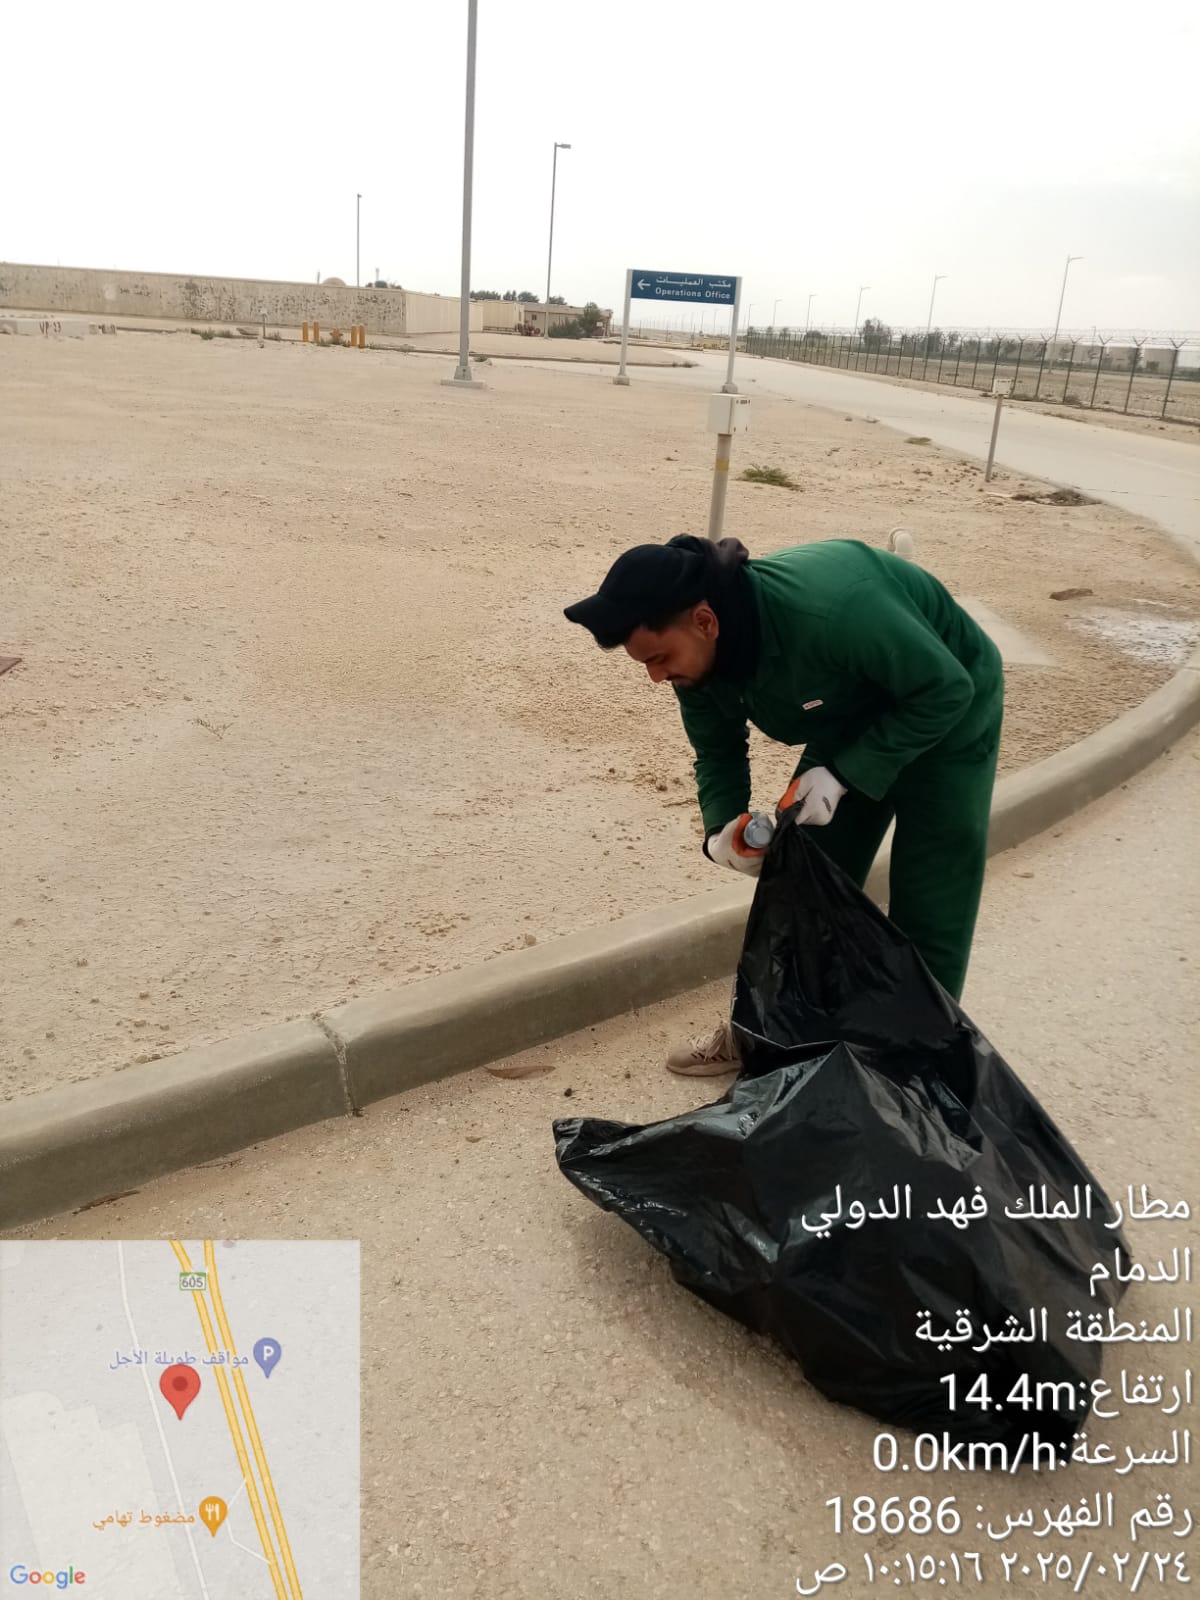 مكتب العمليات
Operations Office
مطار الملك فهد الدولي
الدمام
المنطقة الشرقية
ارتفاع:14.4m
السرعة:0.0km/h
رقم الفهرس: 18686
٢٠٢٥/٠٢/٢٤ ١٠:١٥:١٦ ص
605
مواقف طويلة الأجل
P
مضغوط تهامي
Google